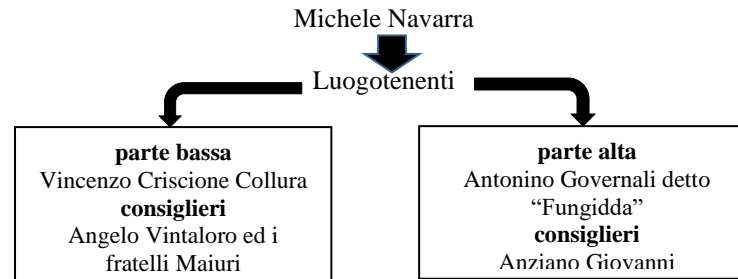 Michele Navarra
Luogotenenti
parte bassa
Vincenzo Criscione Collura
consiglieri
Angelo Vintaloro ed i
fratelli Maiuri
parte alta
Antonino Governali detto
“Fungidda”
consiglieri
Anziano Giovanni